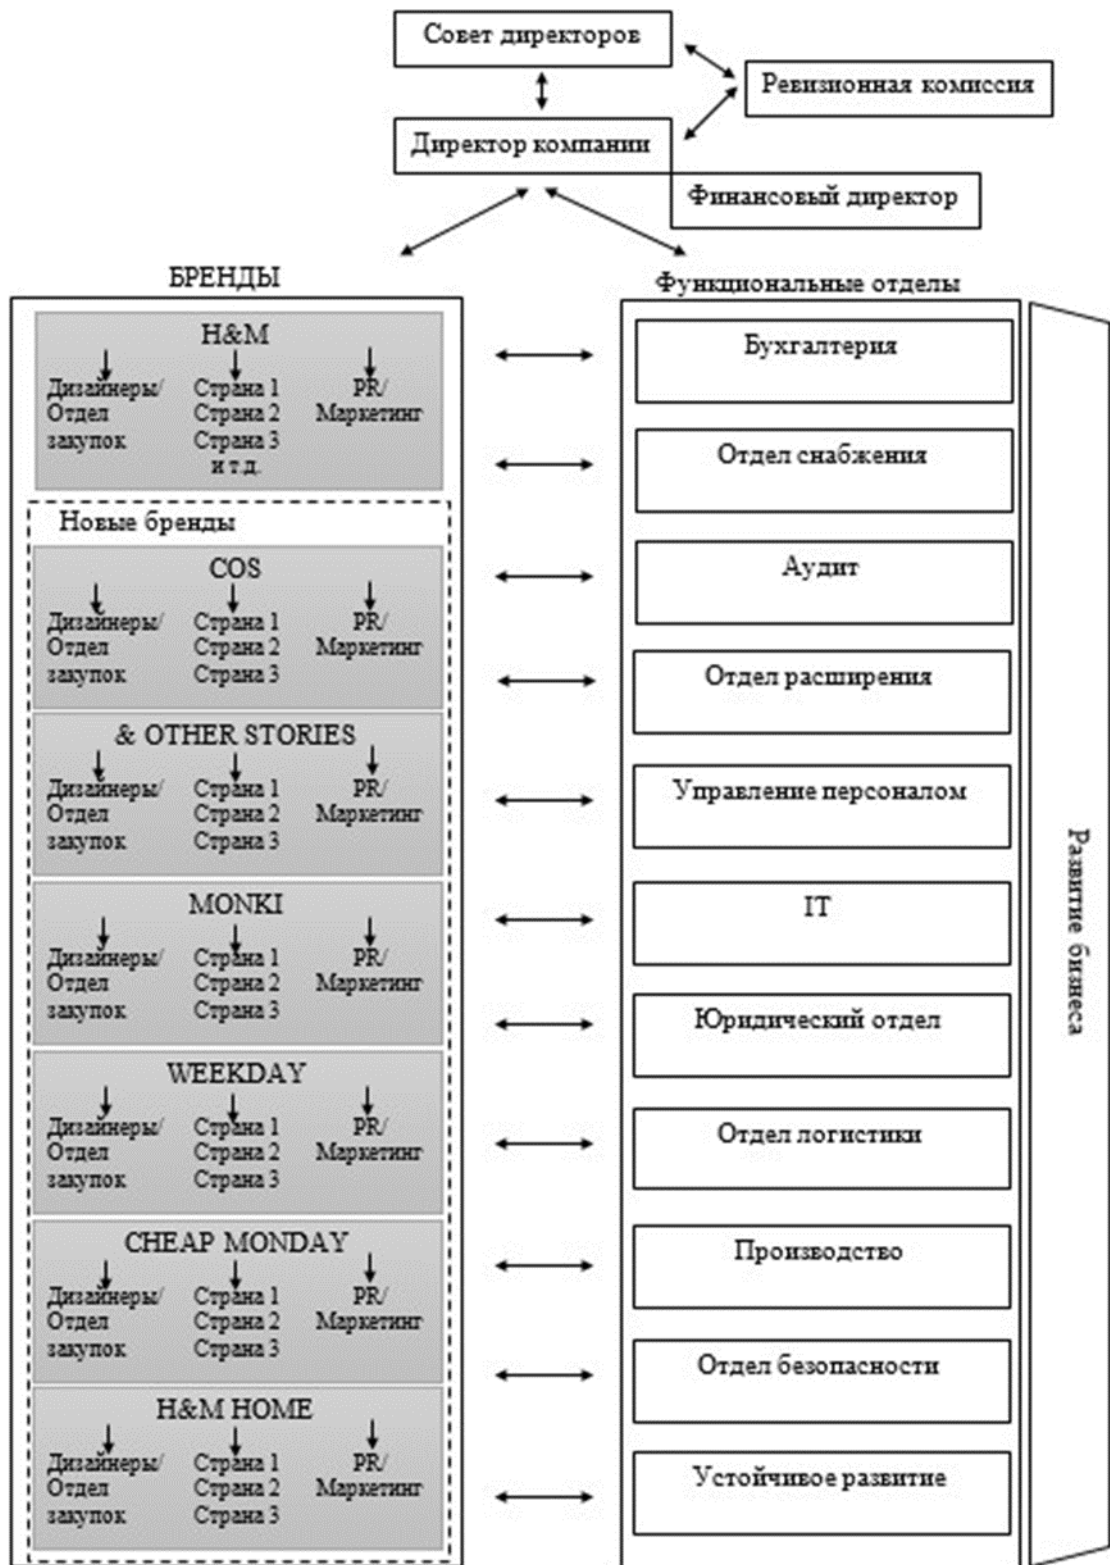 Совет директоров
Ревизионная комиссия
Директор компании
Финансовый директор
БРЕНДЫ
H&M
Дизайнеры/
Отдел
закупок
Страна 1
Страна 2
Страна 3
и т.д.
PR/
Маркетинг
Новые бренды
COS
Дизайнеры/
Отдел
закупок
Страна 1
Страна 2
Страна 3
PR/
Маркетинг
& OTHER STORIES
Дизайнеры/
Отдел
закупок
Страна 1
Страна 2
Страна 3
PR/
Маркетинг
MONKI
Дизайнеры/
Отдел
закупок
Страна 1
Страна 2
Страна 3
PR/
Маркетинг
WEEKDAY
Дизайнеры/
Отдел
закупок
Страна 1
Страна 2
Страна 3
PR/
Маркетинг
CHEAP MONDAY
Дизайнеры/
Отдел
закупок
Страна 1
Страна 2
Страна 3
PR/
Маркетинг
H&M HOME
Дизайнеры/
Отдел
закупок
Страна 1
Страна 2
Страна 3
PR/
Маркетинг
Функциональные отделы
Бухгалтерия
Отдел снабжения
Аудит
Отдел расширения
Управление персоналом
IT
Юридический отдел
Отдел логистики
Производство
Отдел безопасности
Устойчивое развитие
Развитие бизнеса